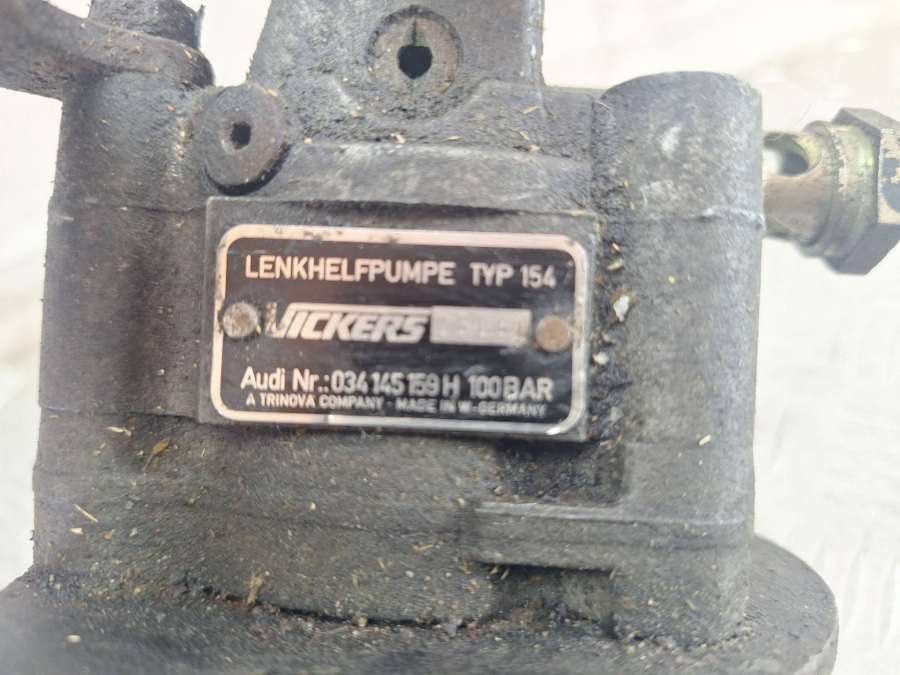 LENKHELFPUMPE TYP 154
VICKERS
Audi Nr.: 034 145 159 H 100 BAR
A TRINOVA COMPANY · MADE IN W-GERMANY